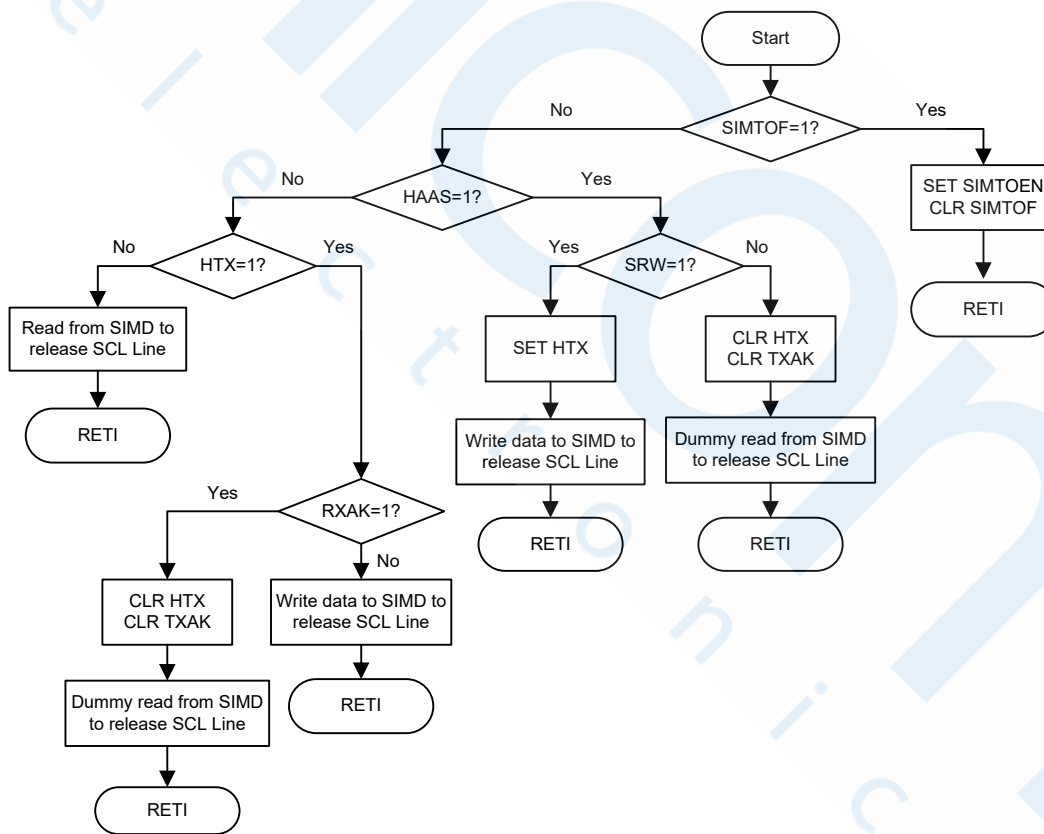 Start
No
Yes
SIMTOF=1?
No
Yes
HAAS=1?
SET SIMTOEN
CLR SIMTOF
No
Yes
Yes
No
HTX=1?
SRW=1?
RETI
Read from SIMD to
release SCL Line
SET HTX
CLR HTX
CLR TXAK
RETI
Write data to SIMD to
release SCL Line
Dummy read from SIMD
to release SCL Line
Yes
RXAK=1?
RETI
RETI
No
CLR HTX
CLR TXAK
Write data to SIMD to
release SCL Line
Dummy read from SIMD
to release SCL Line
RETI
RETI